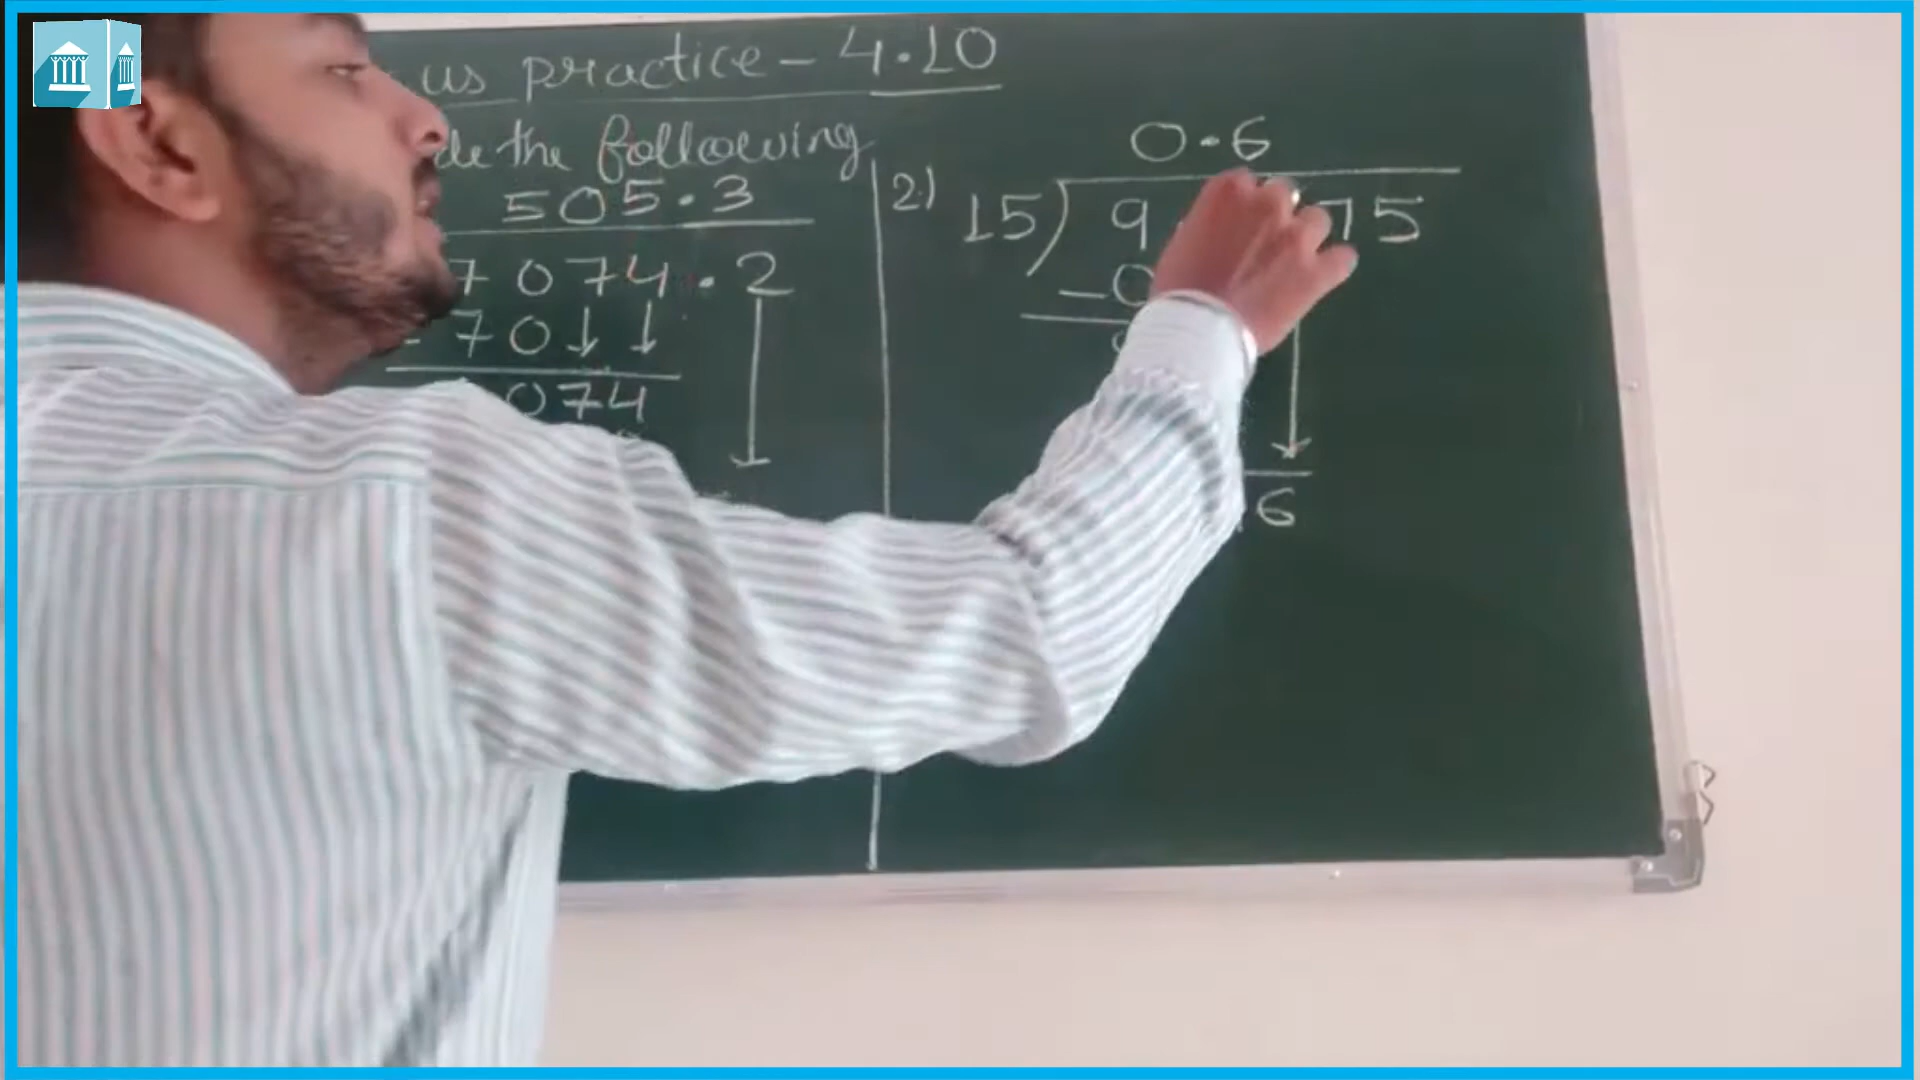 us practice - 4.10
de the following
505.3
7074.2
- 701
074
2.)
0.6
15) 9 75
- 0
6